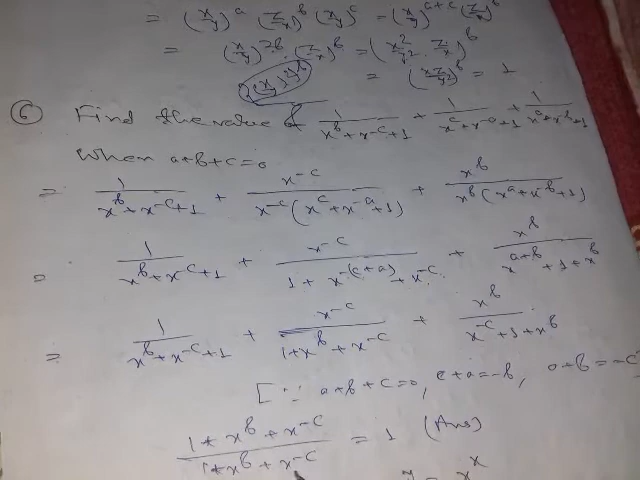 = (x/y)^a (z/x)^b (x/y)^c = (x/y)^{a+c} (z/x)^b
= (x/y)^{2b} · (z/x)^b = (x²/y² · z/x)^b
= (xz/y²)^b = 1
⑥ Find the value of 1/(x^b + x^{-c} + 1) + 1/(x^c + x^{-a} + 1) + 1/(x^a + x^{-b} + 1)
When a+b+c=0
= 1/(x^b + x^{-c} + 1) + x^{-c}/(x^{-c}(x^c + x^{-a} + 1)) + x^b/(x^b(x^a + x^{-b} + 1))
= 1/(x^b + x^{-c} + 1) + x^{-c}/(1 + x^{-(c+a)} + x^{-c}) + x^b/(x^{a+b} + 1 + x^b)
= 1/(x^b + x^{-c} + 1) + x^{-c}/(1 + x^b + x^{-c}) + x^b/(x^{-c} + 1 + x^b)
[∵ a+b+c=0, c+a=-b, a+b=-c]
(1 + x^b + x^{-c})/(1 + x^b + x^{-c}) = 1 (Ans)